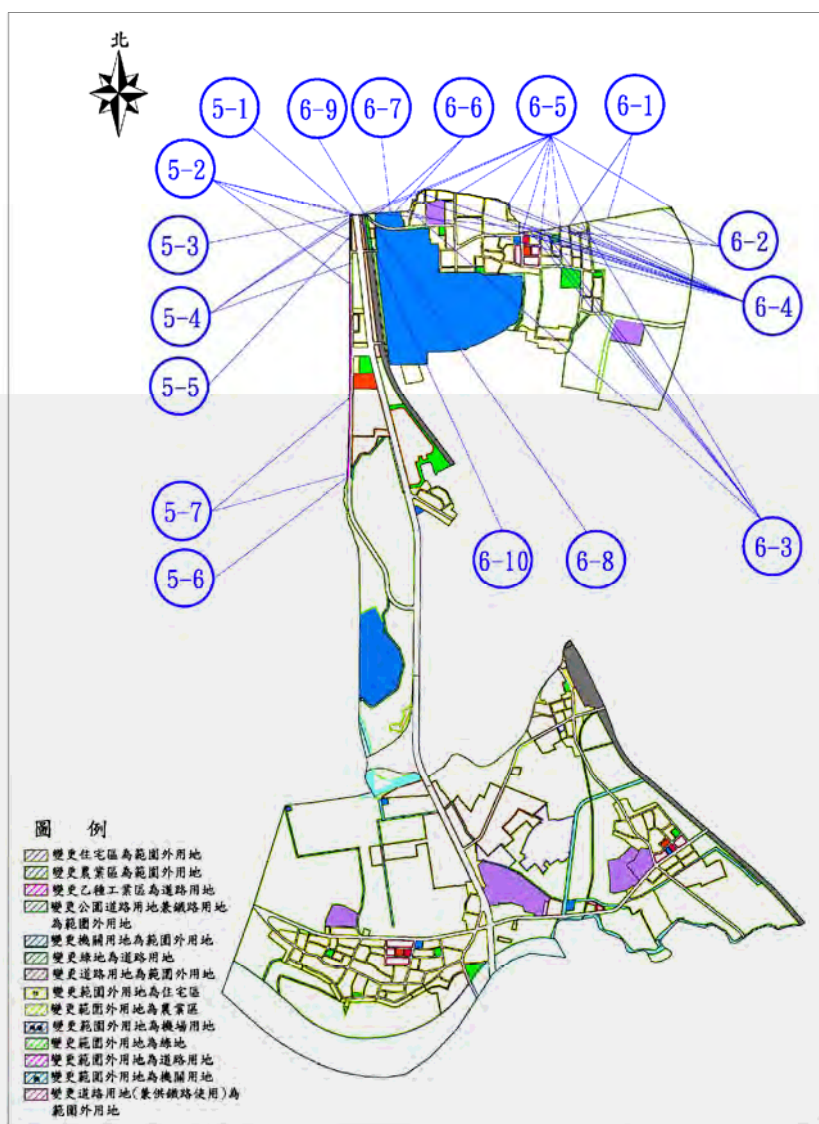 北
5-1
6-9
6-7
6-6
6-5
6-1
5-2
5-3
6-2
5-4
6-4
5-5
5-7
6-3
5-6
6-10
6-8
圖 例
變更住宅區為範圍外用地
變更農業區為範圍外用地
變更乙種工業區為道路用地
變更公園道路用地兼鐵路用地
為範圍外用地
變更機關用地為範圍外用地
變更綠地為道路用地
變更道路用地為範圍外用地
變更範圍外用地為住宅區
變更範圍外用地為農業區
變更範圍外用地為機場用地
變更範圍外用地為綠地
變更範圍外用地為道路用地
變更範圍外用地為機關用地
變更道路用地(兼供鐵路使用)為
範圍外用地